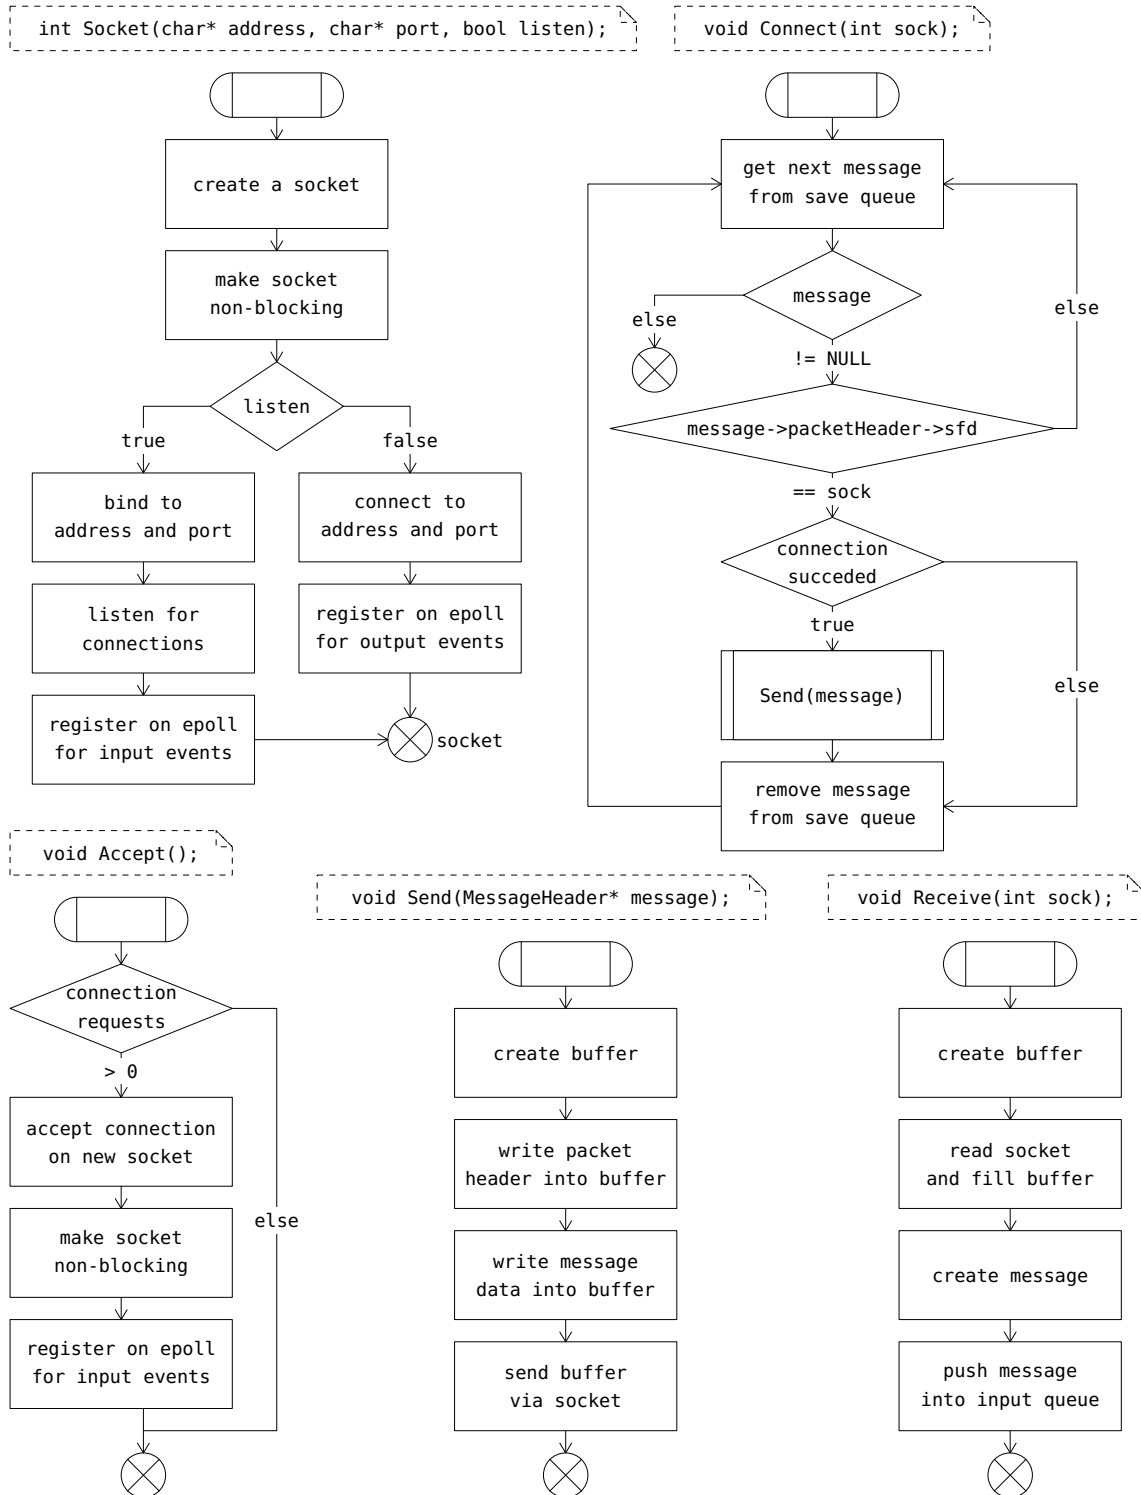 int Socket(char* address, char* port, bool listen);
create a socket
make socket
non-blocking
listen
true
false
bind to
address and port
connect to
address and port
listen for
connections
register on epoll
for output events
register on epoll
for input events
socket
void Connect(int sock);
get next message
from save queue
message
else
else
!= NULL
message->packetHeader->sfd
== sock
connection
succeded
true
else
Send(message)
remove message
from save queue
void Accept();
connection
requests
> 0
accept connection
on new socket
else
make socket
non-blocking
register on epoll
for input events
void Send(MessageHeader* message);
create buffer
write packet
header into buffer
write message
data into buffer
send buffer
via socket
void Receive(int sock);
create buffer
read socket
and fill buffer
create message
push message
into input queue